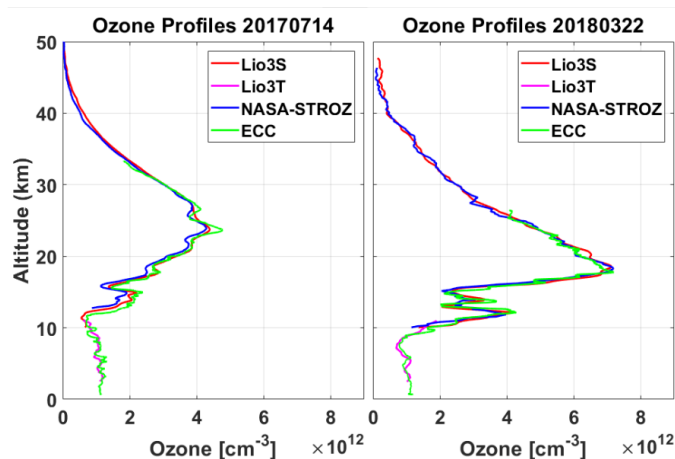 Ozone Profiles 20170714
Ozone Profiles 20180322
Lio3S
Lio3T
NASA-STROZ
ECC
Lio3S
Lio3T
NASA-STROZ
ECC
Altitude (km)
50
40
30
20
10
0
0 2 4 6 8
0 2 4 6 8
Ozone [cm⁻³] ×10¹²
Ozone [cm⁻³] ×10¹²